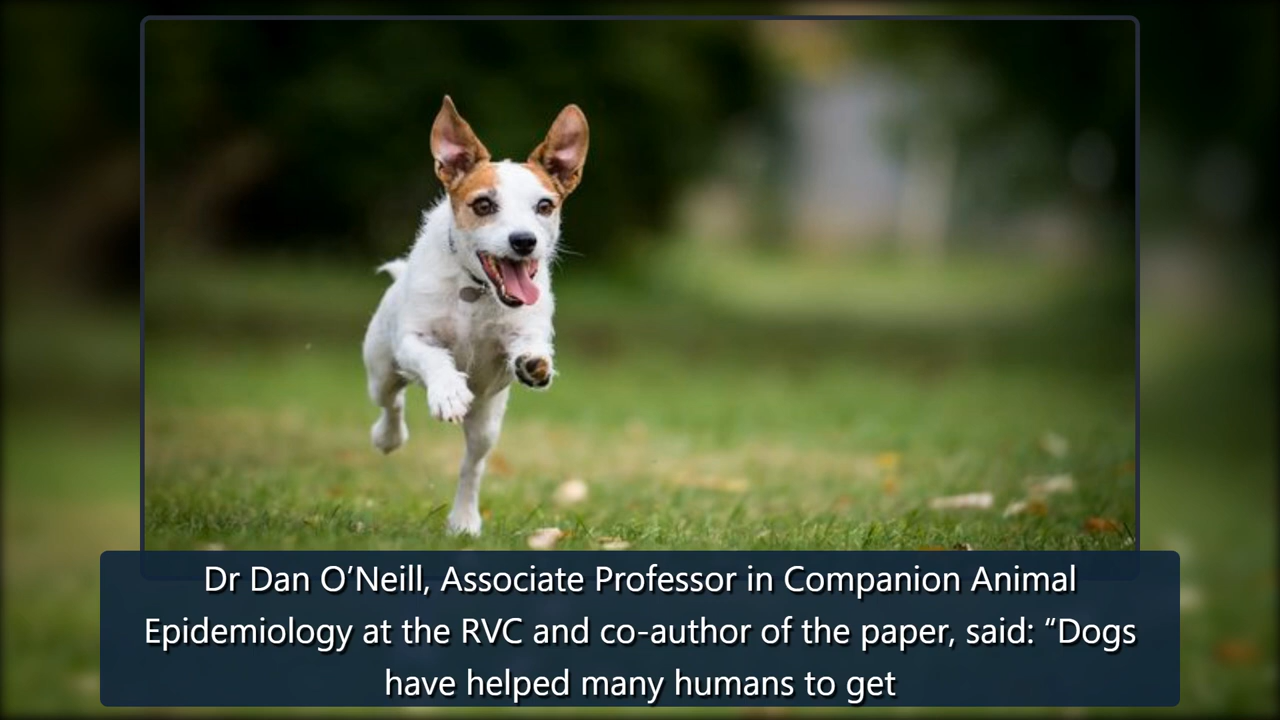 Dr Dan O’Neill, Associate Professor in Companion Animal
Epidemiology at the RVC and co-author of the paper, said: “Dogs
have helped many humans to get